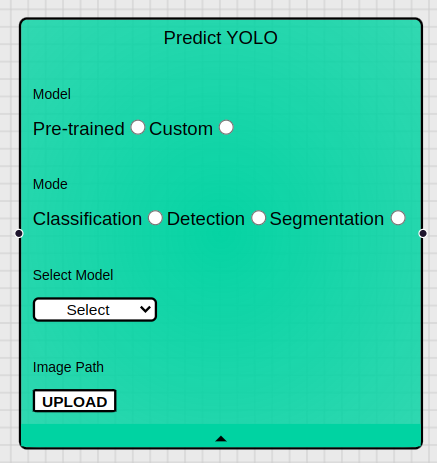 Predict YOLO
Model
Pre-trained Custom
Mode
Classification Detection Segmentation
Select Model
Select
Image Path
UPLOAD